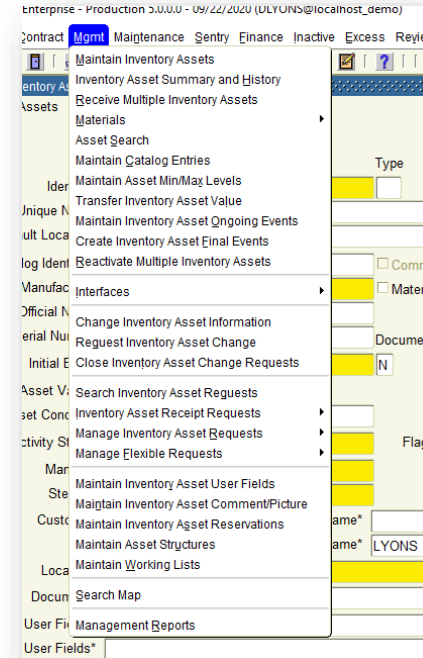 Enterprise - Production 5.0.0.0 - 09/22/2020 (DLYONS@localhost_demo)
Contract Mgmt Maintenance Sentry Finance Inactive Excess
Maintain Inventory Assets
Inventory Asset Summary and History
Receive Multiple Inventory Assets
Assets
Materials
Asset Search
Maintain Catalog Entries
Type
Maintain Asset Min/Max Levels
Transfer Inventory Asset Value
Maintain Inventory Asset Ongoing Events
Create Inventory Asset Final Events
Reactivate Multiple Inventory Assets
Interfaces
Change Inventory Asset Information
Request Inventory Asset Change
Close Inventory Asset Change Requests
Initial
N
Search Inventory Asset Requests
Inventory Asset Receipt Requests
Manage Inventory Asset Requests
Manage Flexible Requests
Maintain Inventory Asset User Fields
Maintain Inventory Asset Comment/Picture
Maintain Inventory Asset Reservations
Maintain Asset Structures
LYONS
Maintain Working Lists
Search Map
User
Management Reports
User Fields*